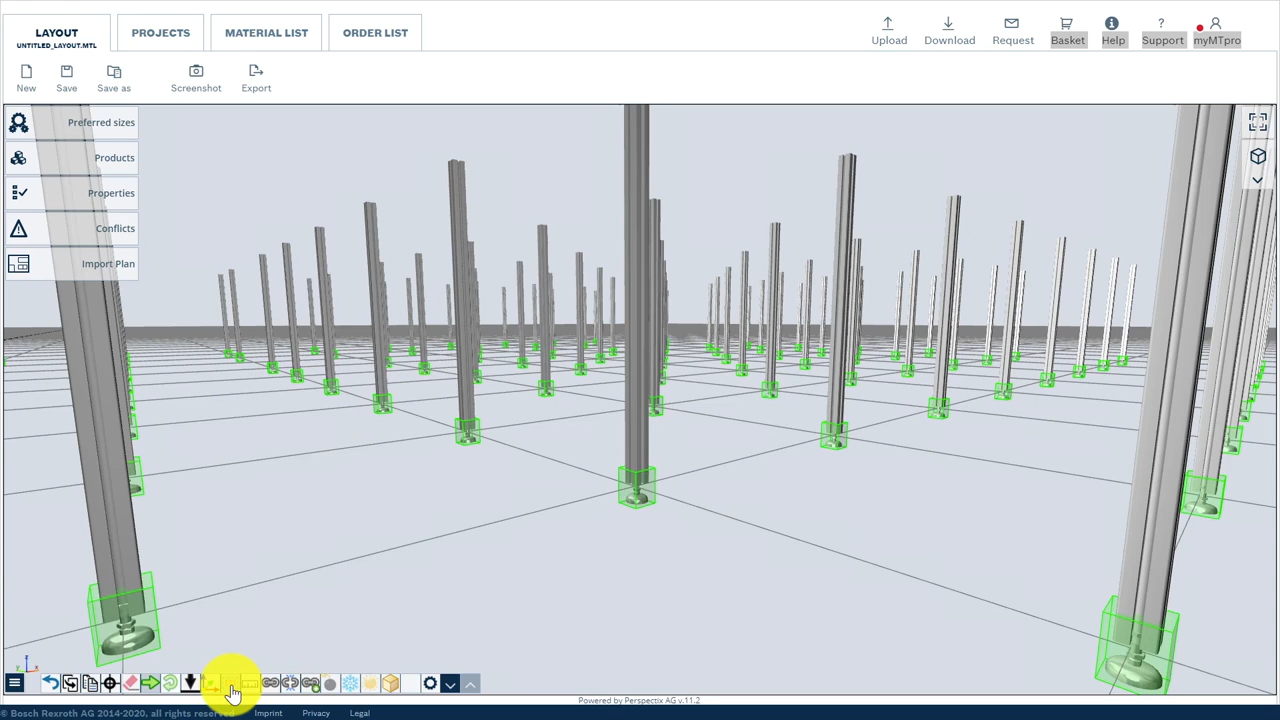 LAYOUT
UNTITLED_LAYOUT.MTL
PROJECTS
MATERIAL LIST
ORDER LIST
Upload
Download
Request
Basket
Help
Support
myMTpro
New
Save
Save as
Screenshot
Export
Preferred sizes
Products
Properties
Conflicts
Import Plan
Powered by Perspectix AG v.11.2
© Bosch Rexroth AG 2014-2020, all rights reserved
Imprint
Privacy
Legal